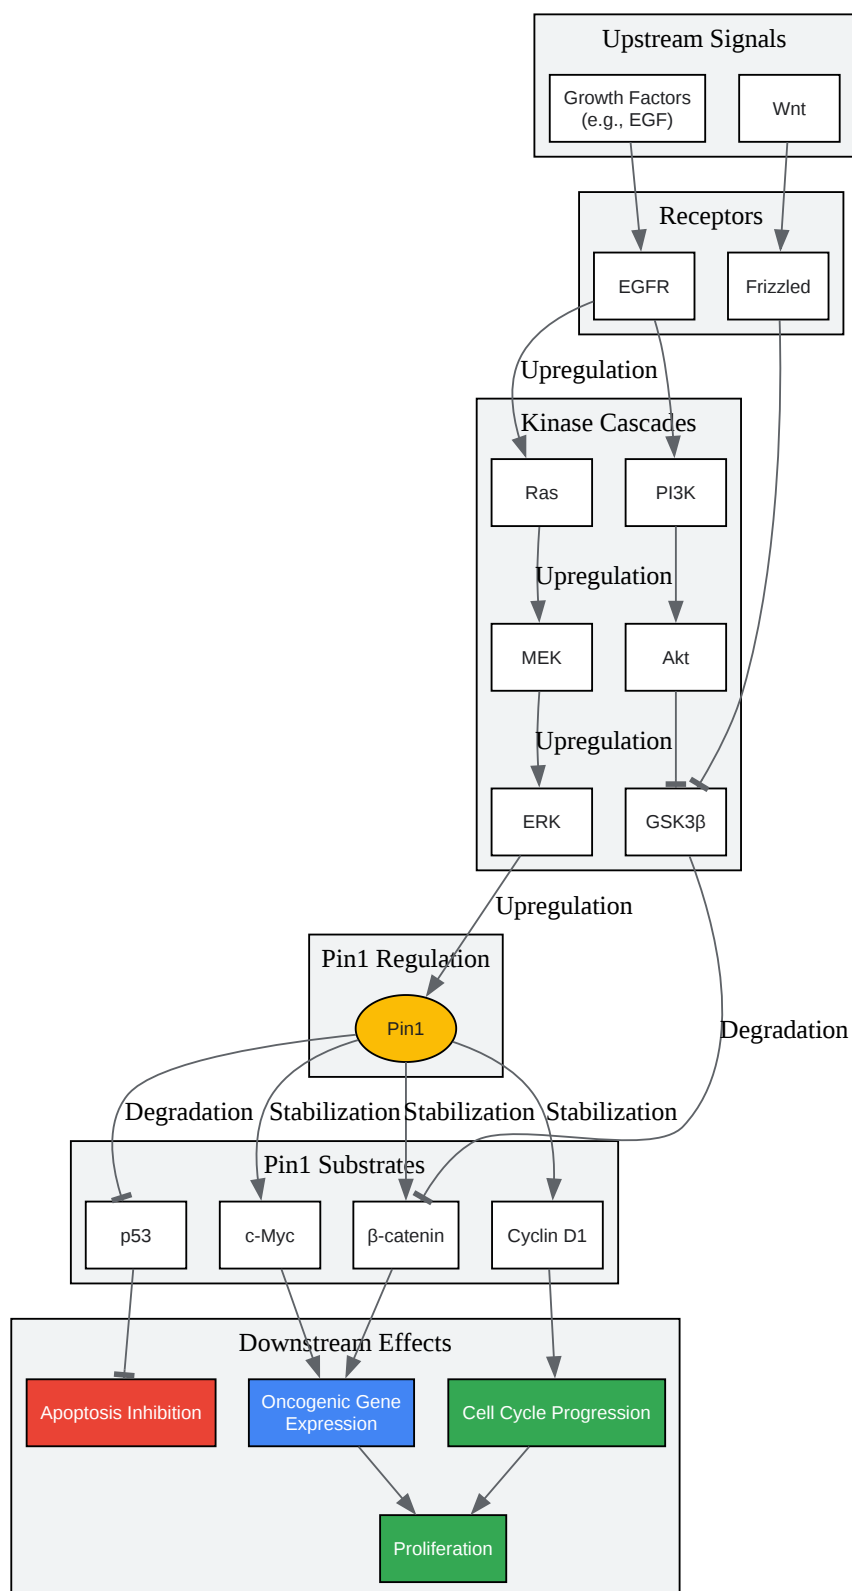 Upstream Signals
Growth Factors
(e.g., EGF)
Wnt
Receptors
EGFR
Frizzled
Upregulation
Kinase Cascades
Ras
PI3K
Upregulation
MEK
Akt
Upregulation
ERK
GSK3β
Upregulation
Pin1 Regulation
Pin1
Degradation
Degradation
Stabilization
Stabilization
Stabilization
Pin1 Substrates
p53
c-Myc
β-catenin
Cyclin D1
Downstream Effects
Apoptosis Inhibition
Oncogenic Gene
Expression
Cell Cycle Progression
Proliferation